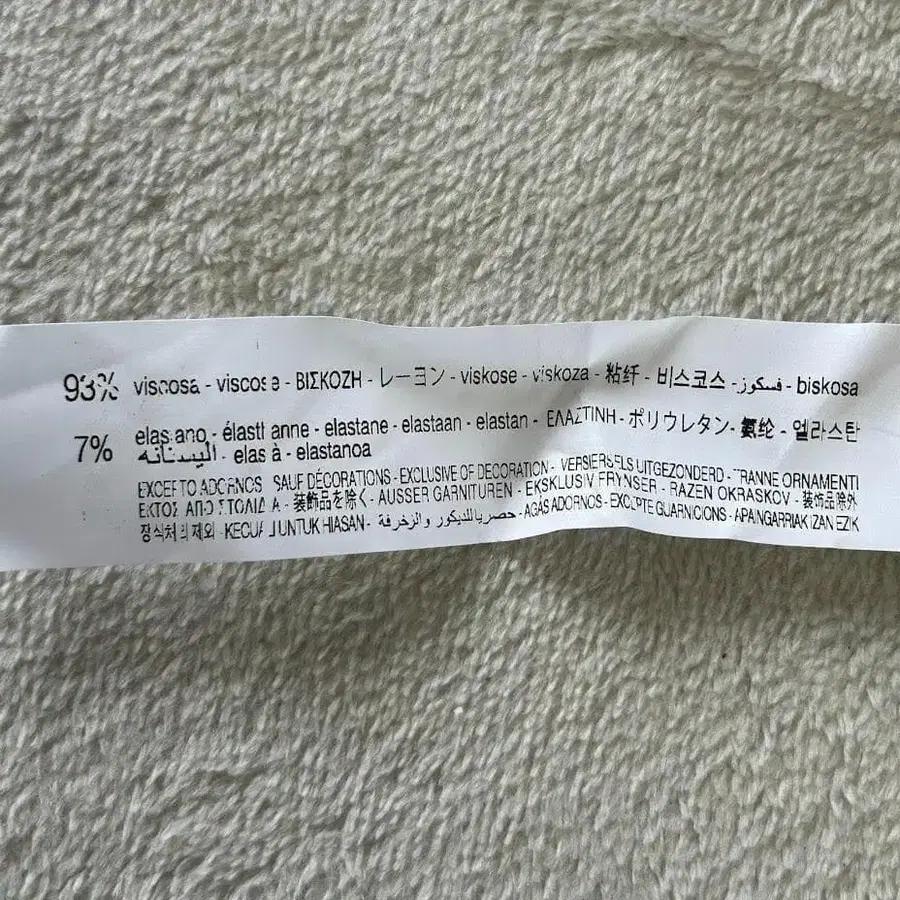 93% viscosa - viscose - ΒΙΣΚΟΖΗ - レーヨン - viskose - viskoza - 粘纤 - 비스코스 - فسكوز - biskosa
7% elastano - élasthanne - elastane - elastaan - elastan - ΕΛΑΣΤΙΝΗ - ポリウレタン - 氨纶 - 엘라스탄
اليستانه - elastà - elastanoa
EXCEPTO ADORNOS SAUF DÉCORATIONS - EXCLUSIVE OF DECORATION - VERSIERSELS UITGEZONDERD - TRANNE ORNAMENTI
ΕΚΤΟΣ ΑΠΟ ΣΤΟΛΙΔΙΑ - 装飾品を除く - AUSSER GARNITUREN - EKSKLUSIV FRYNSER - RAZEN OKRASKOV - 装饰品除外
장식처리 제외 - KECUALI UNTUK HIASAN - حصريا للديكور والزخرفة - AGAS ADORNOS - EXCEPTE GUARNICIONS - APAINGARRIAK IZAN EZIK